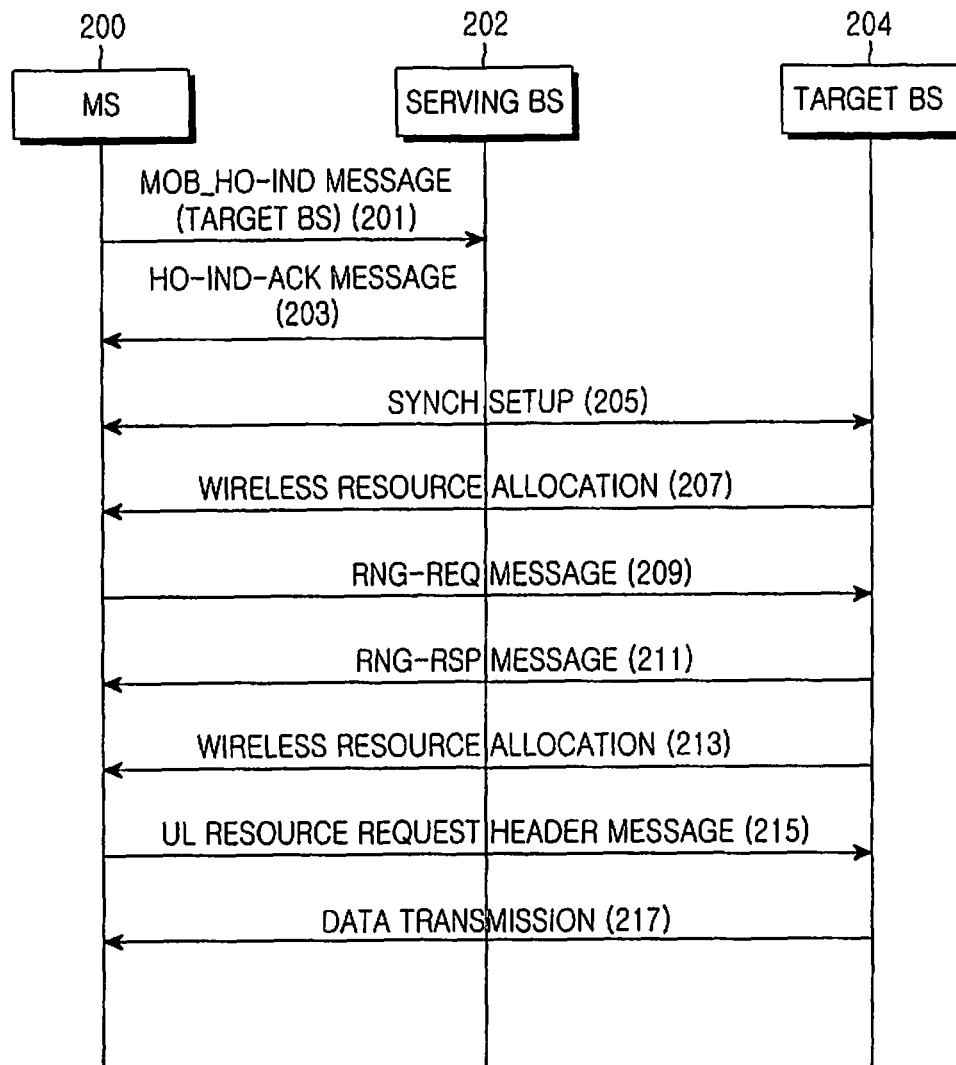 200
202
204
MS
SERVING BS
TARGET BS
MOB_HO-IND MESSAGE
(TARGET BS) (201)
HO-IND-ACK MESSAGE
(203)
SYNCH SETUP (205)
WIRELESS RESOURCE ALLOCATION (207)
RNG-REQ MESSAGE (209)
RNG-RSP MESSAGE (211)
WIRELESS RESOURCE ALLOCATION (213)
UL RESOURCE REQUEST HEADER MESSAGE (215)
DATA TRANSMISSION (217)